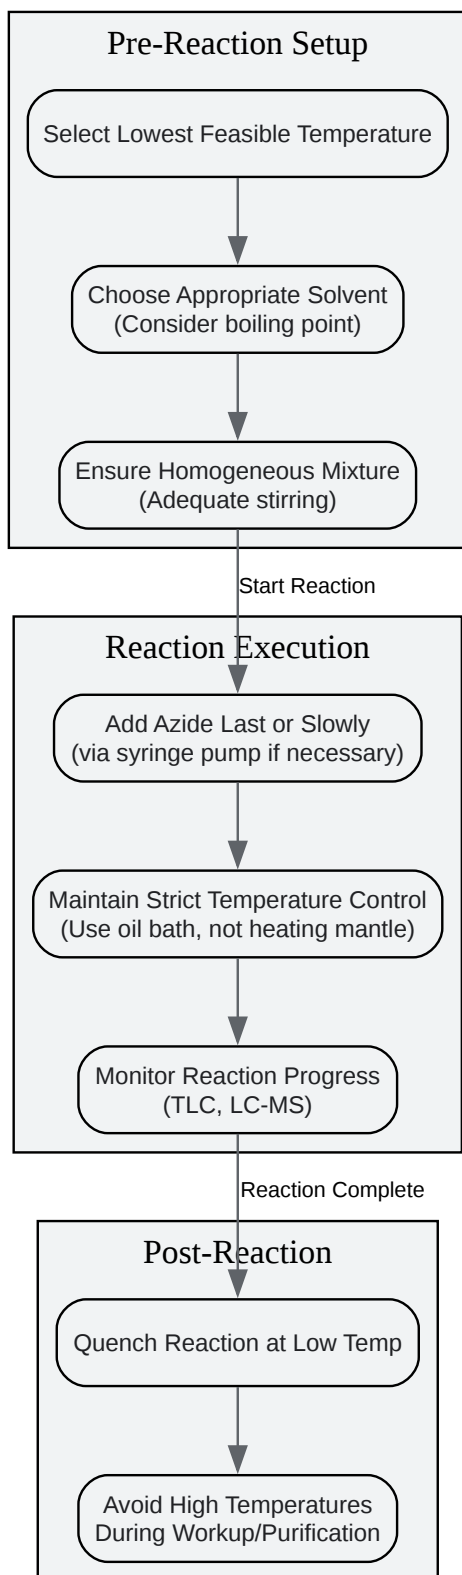 Pre-Reaction Setup
Select Lowest Feasible Temperature
Choose Appropriate Solvent
(Consider boiling point)
Ensure Homogeneous Mixture
(Adequate stirring)
Start Reaction
Reaction Execution
Add Azide Last or Slowly
(via syringe pump if necessary)
Maintain Strict Temperature Control
(Use oil bath, not heating mantle)
Monitor Reaction Progress
(TLC, LC-MS)
Reaction Complete
Post-Reaction
Quench Reaction at Low Temp
Avoid High Temperatures
During Workup/Purification